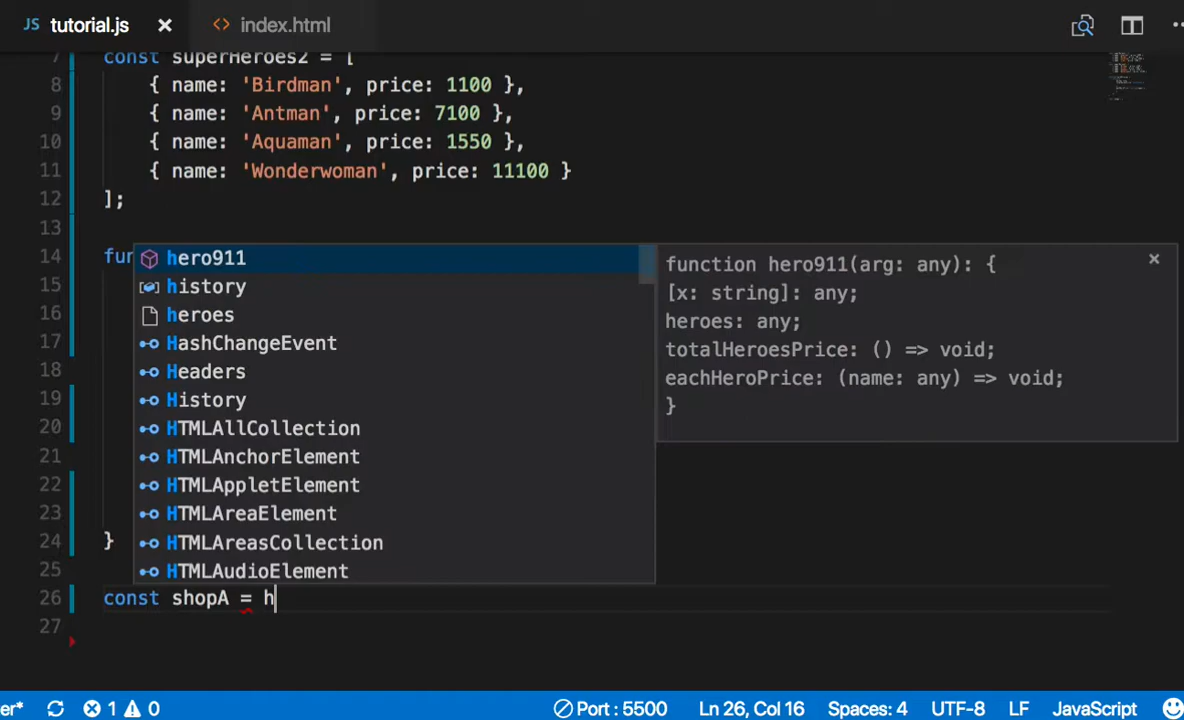 JS tutorial.js × <> index.html
7 const superHeroes2 = [
8 { name: 'Birdman', price: 1100 },
9 { name: 'Antman', price: 7100 },
10 { name: 'Aquaman', price: 1550 },
11 { name: 'Wonderwoman', price: 11100 }
12 ];
13
14 fun
15
16
17
18
19
20
21
22
23
24 }
25
26 const shopA = h
27
hero911
history
heroes
HashChangeEvent
Headers
History
HTMLAllCollection
HTMLAnchorElement
HTMLAppletElement
HTMLAreaElement
HTMLAreasCollection
HTMLAudioElement
function hero911(arg: any): {
[x: string]: any;
heroes: any;
totalHeroesPrice: () => void;
eachHeroPrice: (name: any) => void;
}
er* 1 0 Port : 5500 Ln 26, Col 16 Spaces: 4 UTF-8 LF JavaScript